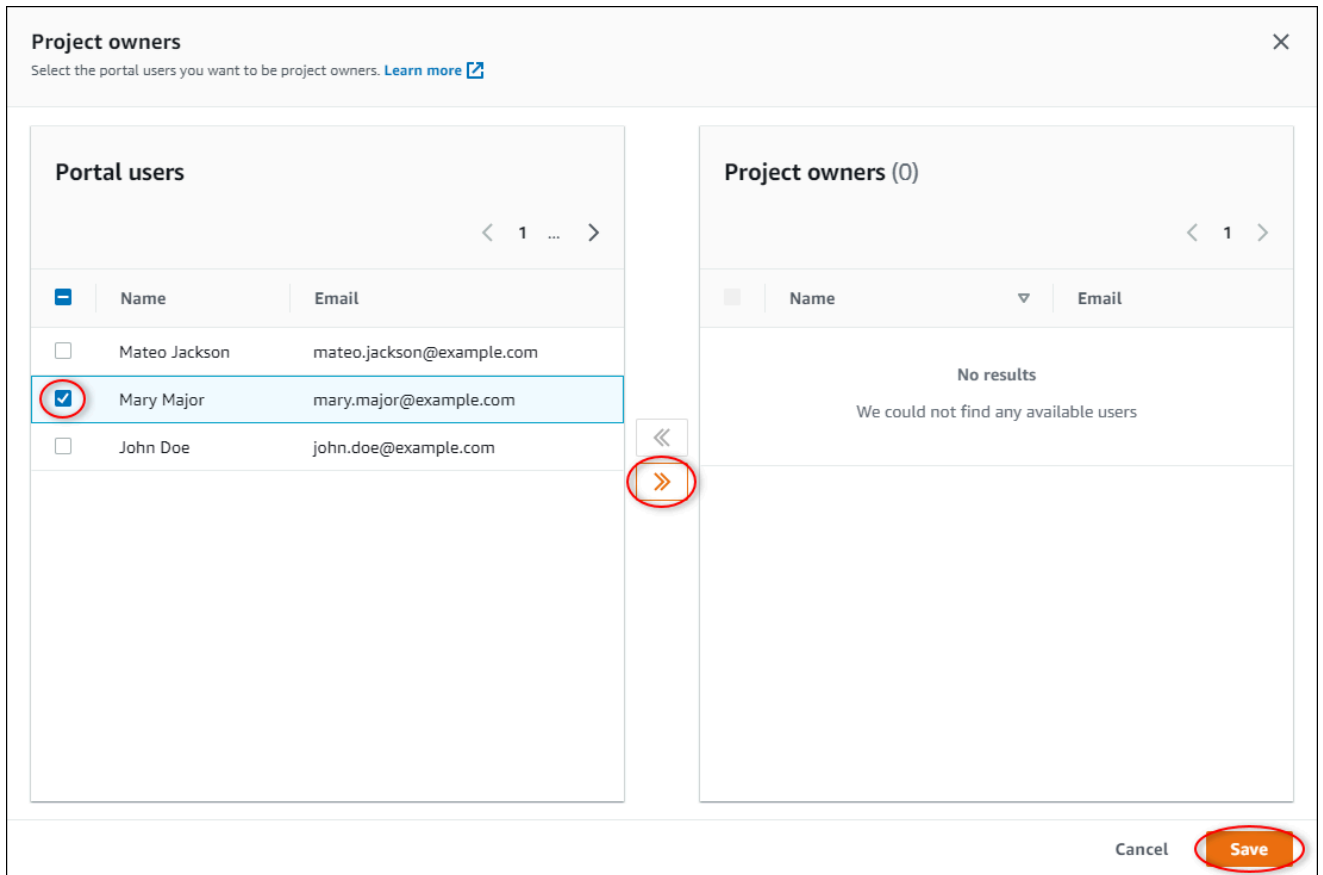 Project owners
Select the portal users you want to be project owners. Learn more
Portal users
1 ...
Name Email
Mateo Jackson mateo.jackson@example.com
Mary Major mary.major@example.com
John Doe john.doe@example.com
Project owners (0)
1
Name Email
No results
We could not find any available users
Cancel Save